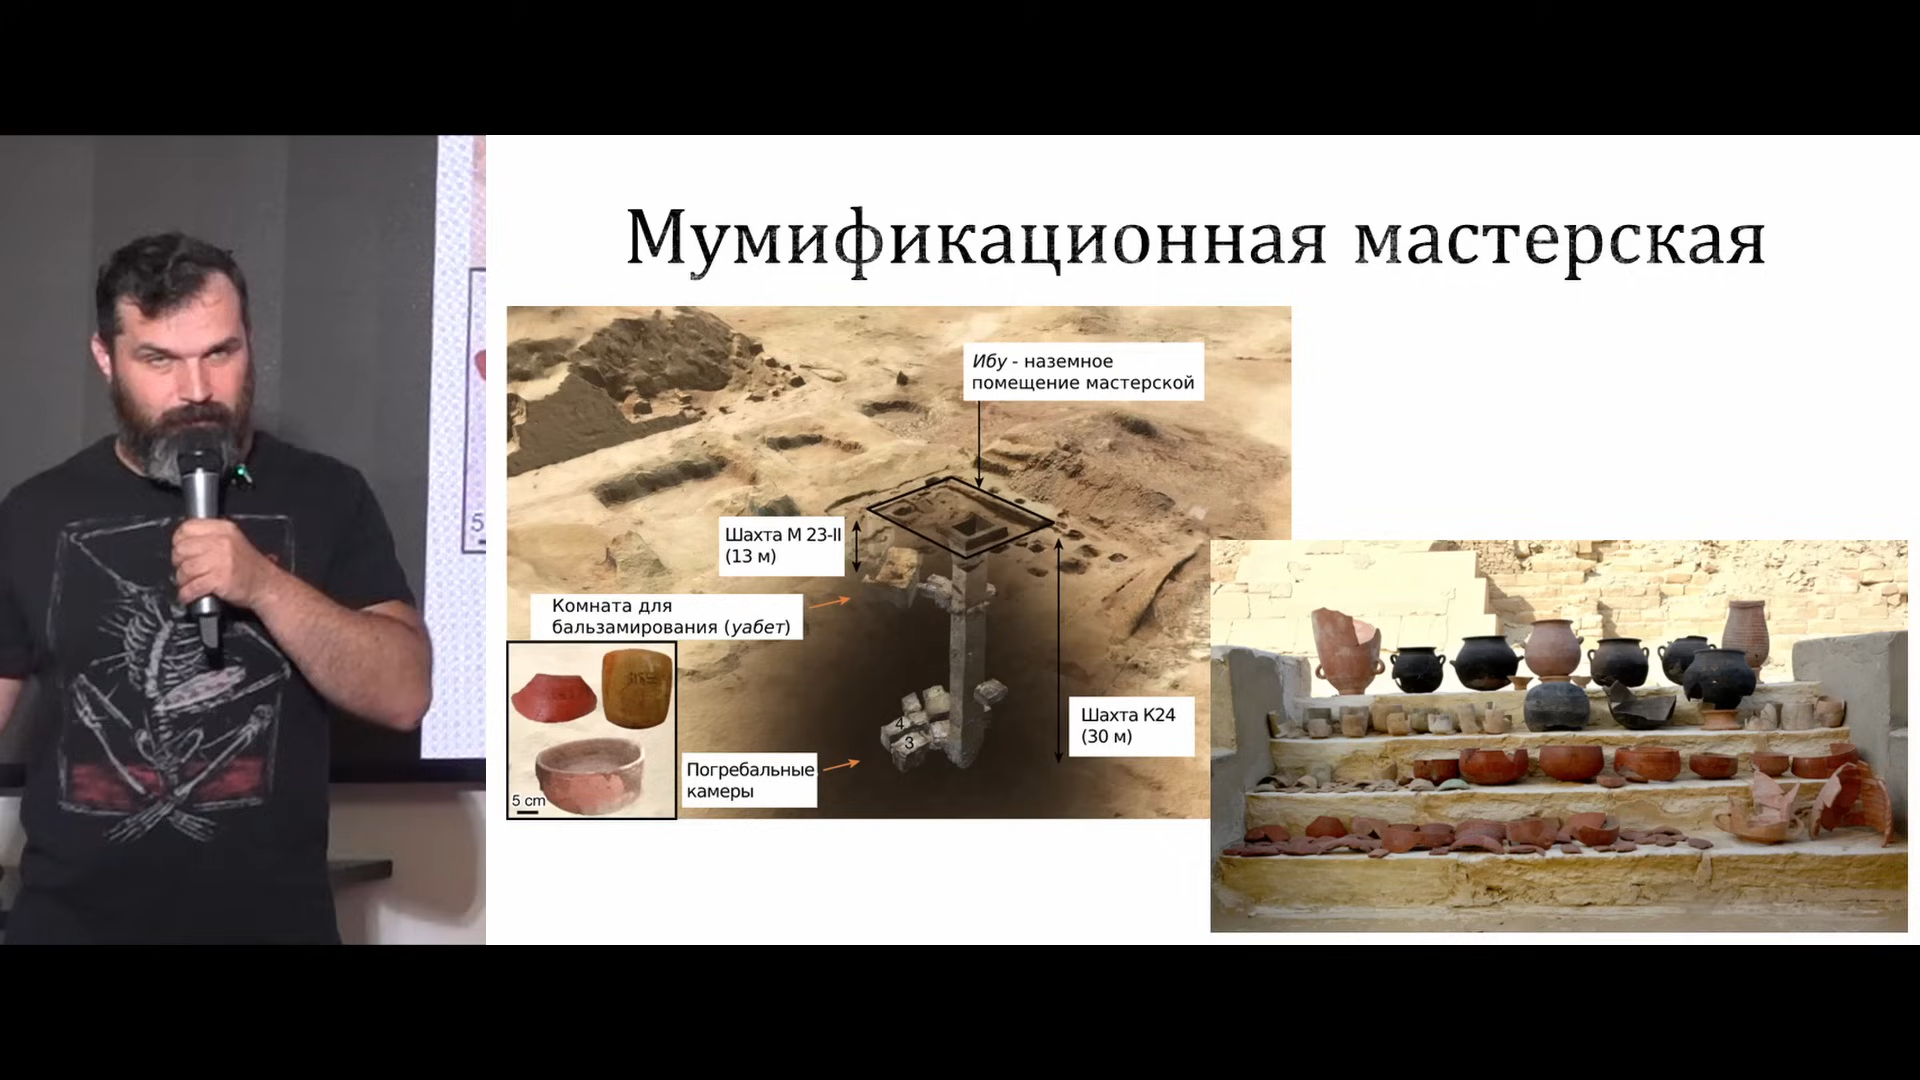 Мумификационная мастерская
Ибу - наземное
помещение мастерской
Шахта М 23-II
(13 м)
Комната для
бальзамирования (уабет)
4
3
Шахта К24
(30 м)
Погребальные
камеры
5 cm
5